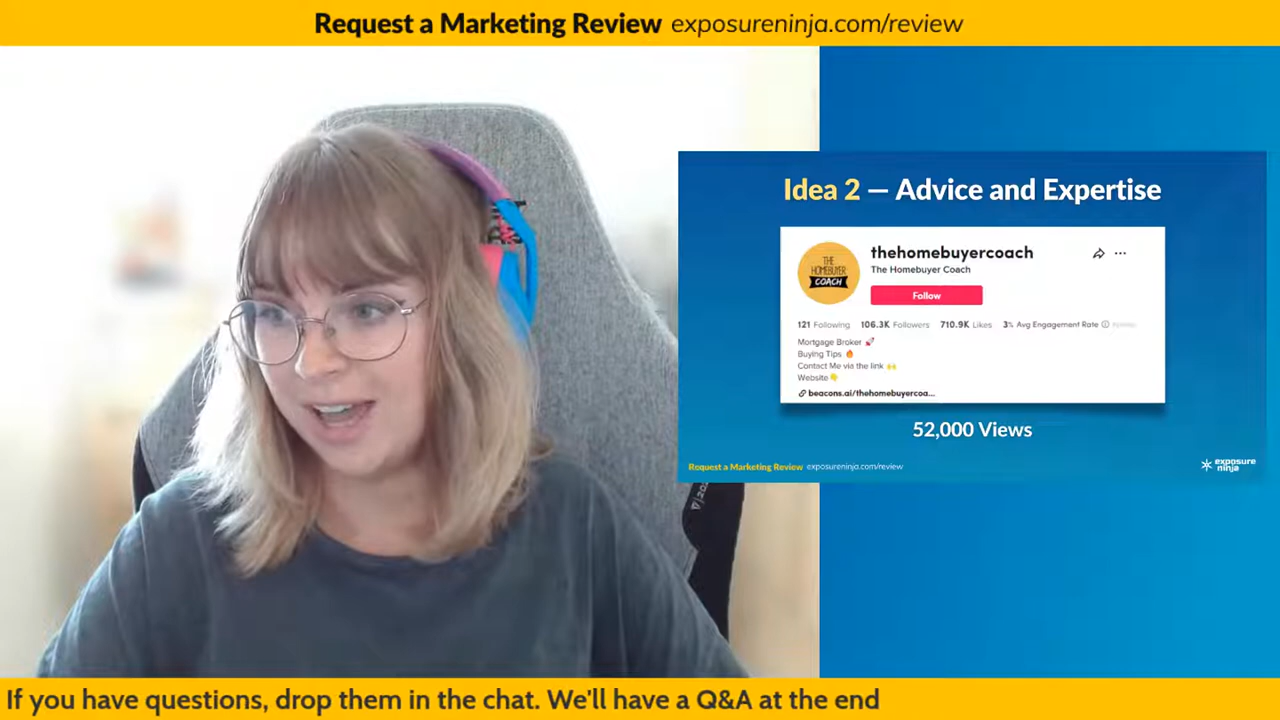 Request a Marketing Review exposureninja.com/review
Idea 2 — Advice and Expertise
THE HOMEBUYER COACH
thehomebuyercoach
The Homebuyer Coach
Follow
121 Following 106.3K Followers 710.9K Likes 3% Avg Engagement Rate
Mortgage Broker 🚀
Buying Tips 🔥
Contact Me via the link 🙌
Website👇
beacons.ai/thehomebuyercoa...
52,000 Views
Request a Marketing Review exposureninja.com/review
exposure
ninja
If you have questions, drop them in the chat. We'll have a Q&A at the end